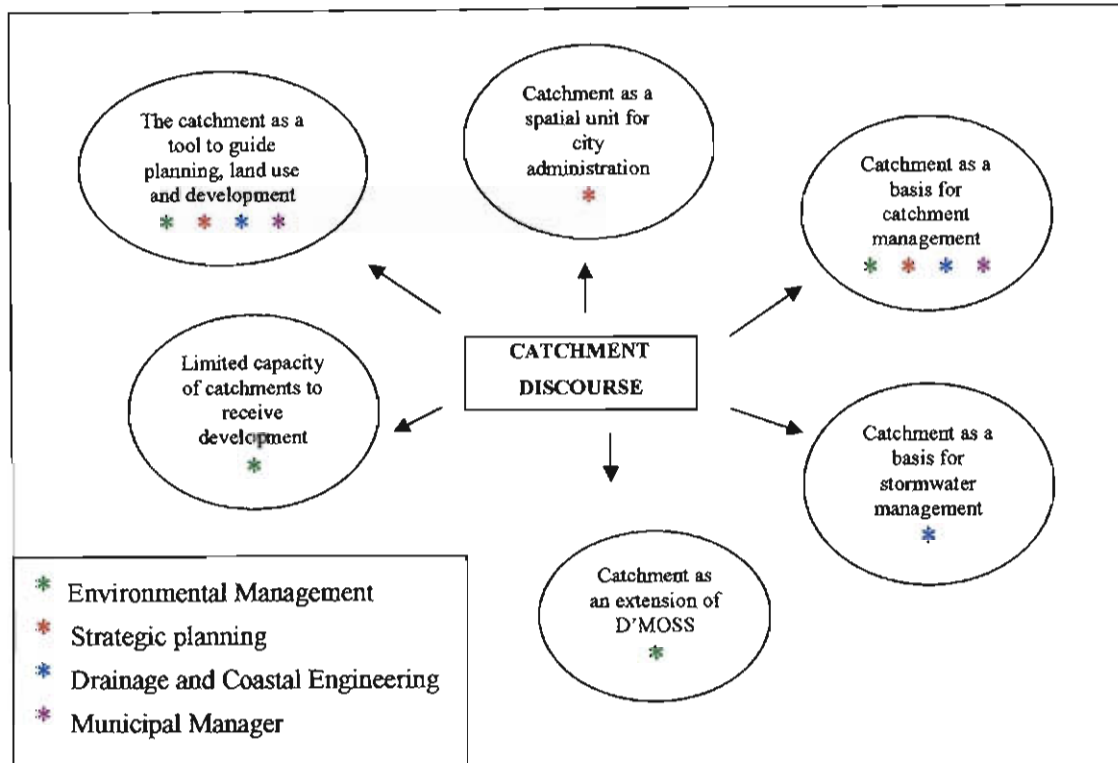 The catchment as a
tool to guide
planning, land use
and development
* * * *
Catchment as a
spatial unit for
city
administration
*
Catchment as a
basis for
catchment
management
* * * *
CATCHMENT
DISCOURSE
Limited capacity
of catchments to
receive
development
*
Catchment as a
basis for
stormwater
management
*
Catchment as
an extension of
D'MOSS
*
* Environmental Management
* Strategic planning
* Drainage and Coastal Engineering
* Municipal Manager